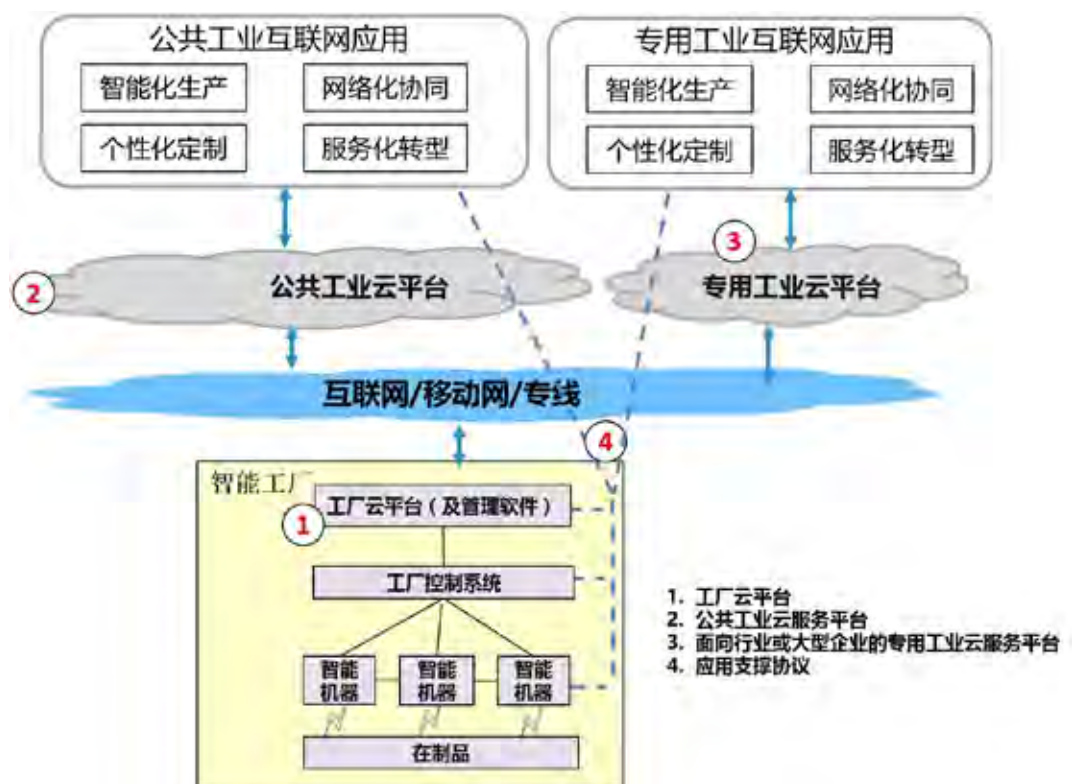 公共工业互联网应用
智能化生产 网络化协同
个性化定制 服务化转型
专用工业互联网应用
智能化生产 网络化协同
个性化定制 服务化转型
3
2
公共工业云平台
专用工业云平台
互联网/移动网/专线
4
智能工厂
工厂云平台（及管理软件）
1
工厂控制系统
智能
机器
智能
机器
智能
机器
在制品
1. 工厂云平台
2. 公共工业云服务平台
3. 面向行业或大型企业的专用工业云服务平台
4. 应用支撑协议